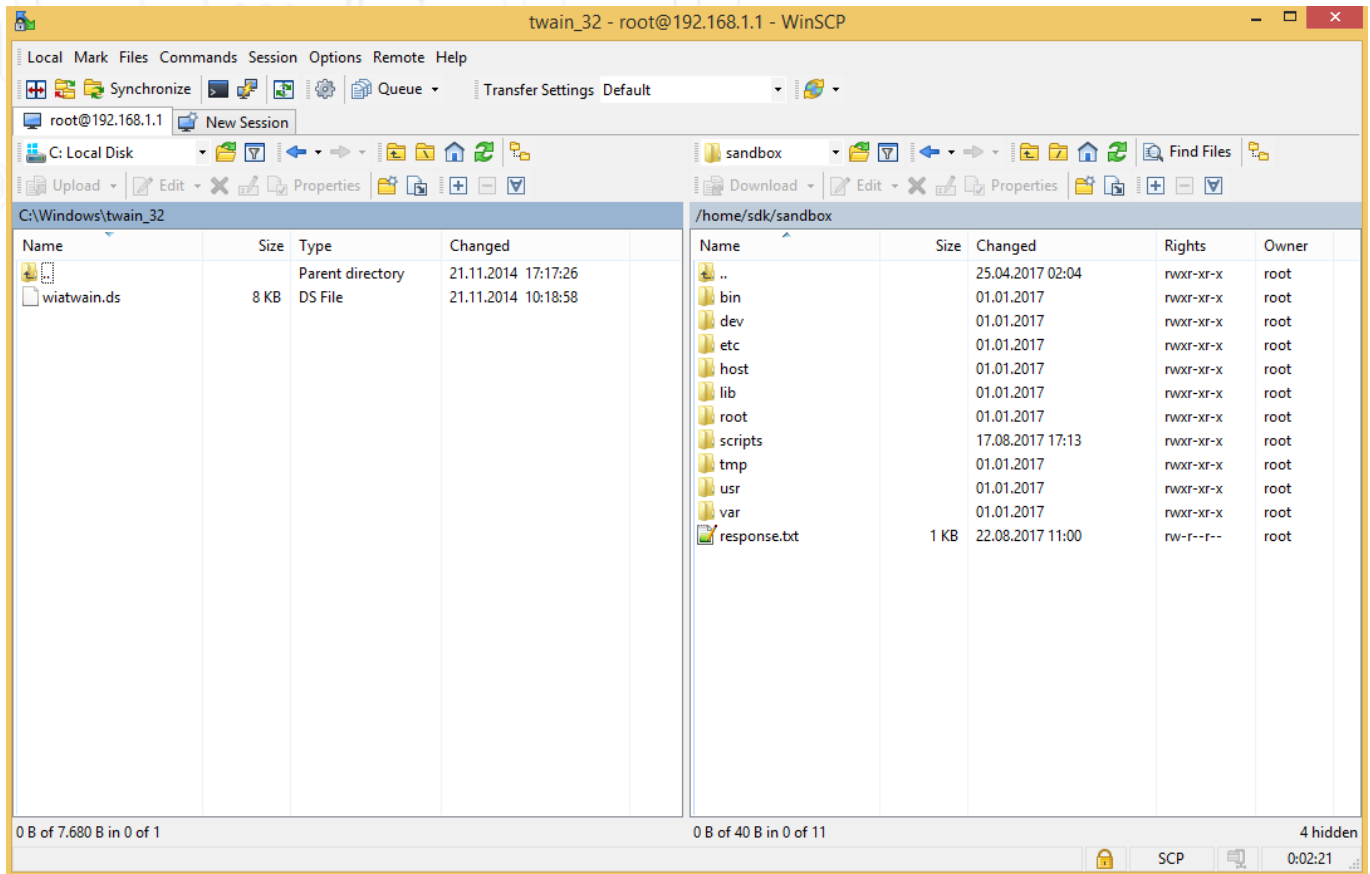 twain_32 - root@192.168.1.1 - WinSCP
Local Mark Files Commands Session Options Remote Help
Synchronize Queue Transfer Settings Default
root@192.168.1.1 New Session
C: Local Disk
Upload Edit Properties
C:\Windows\twain_32
Name Size Type Changed
.. Parent directory 21.11.2014 17:17:26
wiatwain.ds 8 KB DS File 21.11.2014 10:18:58
0 B of 7.680 B in 0 of 1
sandbox Find Files
Download Edit Properties
/home/sdk/sandbox
Name Size Changed Rights Owner
.. 25.04.2017 02:04 rwxr-xr-x root
bin 01.01.2017 rwxr-xr-x root
dev 01.01.2017 rwxr-xr-x root
etc 01.01.2017 rwxr-xr-x root
host 01.01.2017 rwxr-xr-x root
lib 01.01.2017 rwxr-xr-x root
root 01.01.2017 rwxr-xr-x root
scripts 17.08.2017 17:13 rwxr-xr-x root
tmp 01.01.2017 rwxr-xr-x root
usr 01.01.2017 rwxr-xr-x root
var 01.01.2017 rwxr-xr-x root
response.txt 1 KB 22.08.2017 11:00 rw-r--r-- root
0 B of 40 B in 0 of 11 4 hidden
SCP 0:02:21